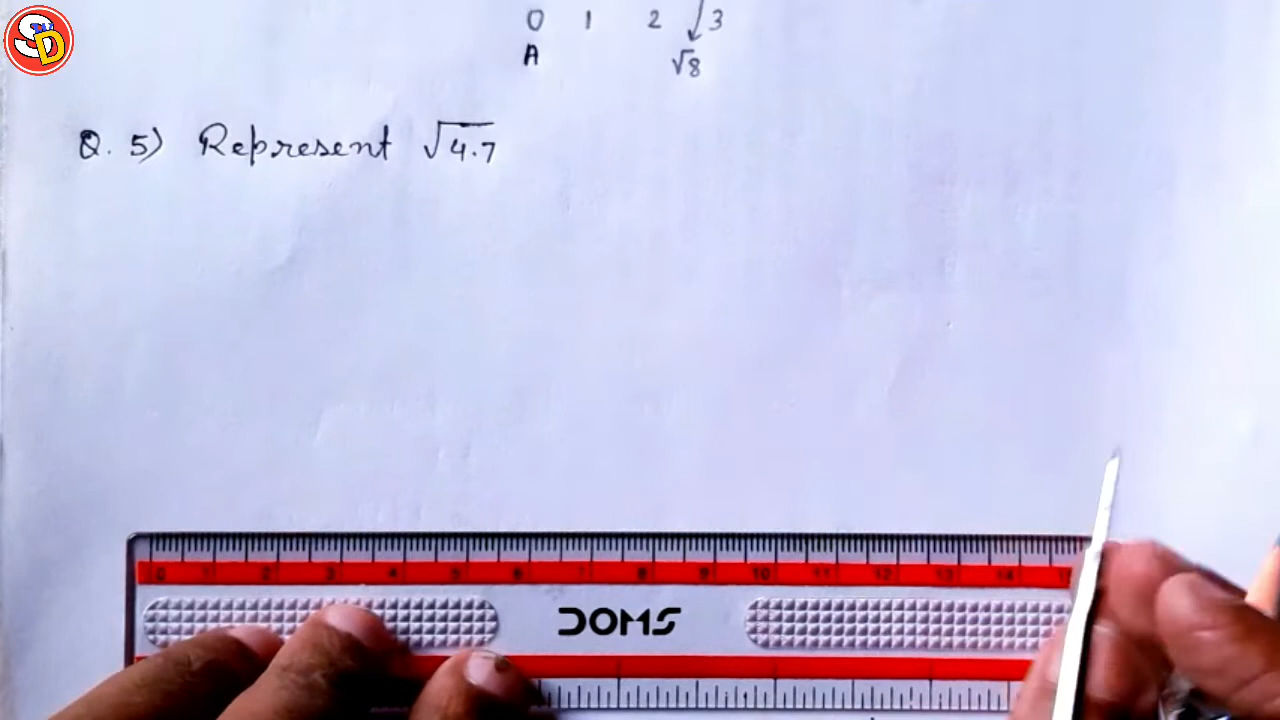 SD
0 1 2 3
A √8
Q. 5) Represent √4.7
0 1 2 3 4 5 6 7 8 9 10 11 12 13 14
DOMS